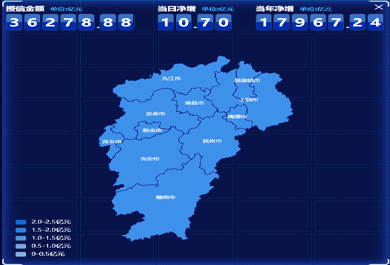 授信金额 单位:亿元
36278.88
当日净增 单位:亿元
10.70
当年净增 单位:亿元
17967.24
九江市
景德镇市
南昌市
上饶市
宜春市
鹰潭市
新余市
萍乡市
抚州市
吉安市
赣州市
2.0-2.5亿元
1.5-2.0亿元
1.0-1.5亿元
0.5-1.0亿元
0-0.5亿元